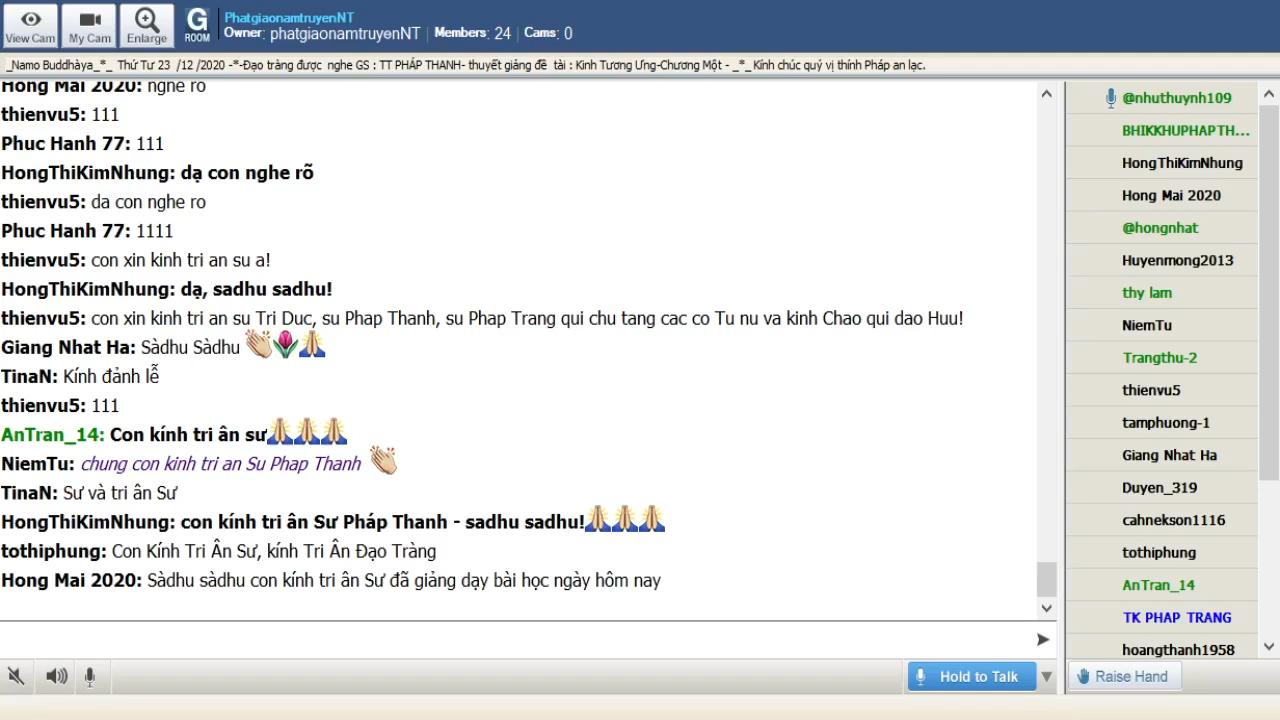 View Cam
My Cam
Enlarge
G
ROOM
PhatgiaonamtruyenNT
Owner: phatgiaonamtruyenNT | Members: 24 | Cams: 0
_Namo Buddhàya_*_ Thứ Tư 23 /12 /2020 -*-Đạo tràng được nghe GS : TT PHÁP THANH- thuyết giảng đề tài : Kinh Tương Ưng-Chương Một - _*_Kính chúc quý vị thính Pháp an lạc.
Hong Mai 2020: nghe ro
thienvu5: 111
Phuc Hanh 77: 111
HongThiKimNhung: dạ con nghe rõ
thienvu5: da con nghe ro
Phuc Hanh 77: 1111
thienvu5: con xin kinh tri an su a!
HongThiKimNhung: dạ, sadhu sadhu!
thienvu5: con xin kinh tri an su Tri Duc, su Phap Thanh, su Phap Trang qui chu tang cac co Tu nu va kinh Chao qui dao Huu!
Giang Nhat Ha: Sàdhu Sàdhu 👏🌷🙏
TinaN: Kính đảnh lễ
thienvu5: 111
AnTran_14: Con kính tri ân sư🙏🙏🙏
NiemTu: chung con kinh tri an Su Phap Thanh 👏
TinaN: Sư và tri ân Sư
HongThiKimNhung: con kính tri ân Sư Pháp Thanh - sadhu sadhu!🙏🙏🙏
tothiphung: Con Kính Tri Ân Sư, kính Tri Ân Đạo Tràng
Hong Mai 2020: Sàdhu sàdhu con kính tri ân Sư đã giảng dạy bài học ngày hôm nay
Hold to Talk
@nhuthuynh109
BHIKKHUPHAPTH...
HongThiKimNhung
Hong Mai 2020
@hongnhat
Huyenmong2013
thy lam
NiemTu
Trangthu-2
thienvu5
tamphuong-1
Giang Nhat Ha
Duyen_319
cahnekson1116
tothiphung
AnTran_14
TK PHAP TRANG
hoangthanh1958
Raise Hand